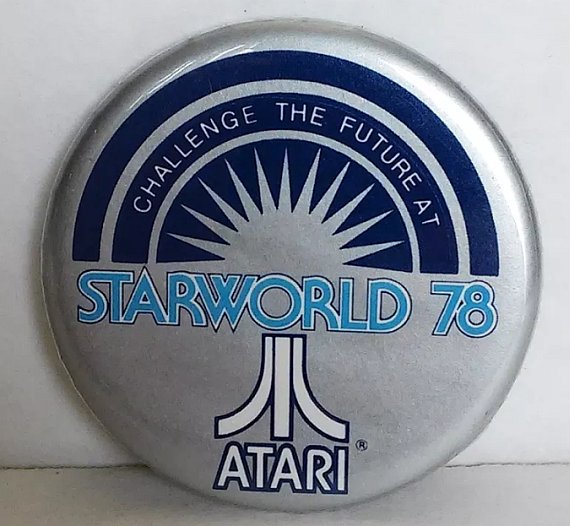 CHALLENGE THE FUTURE AT
STARWORLD 78
ATARI ®